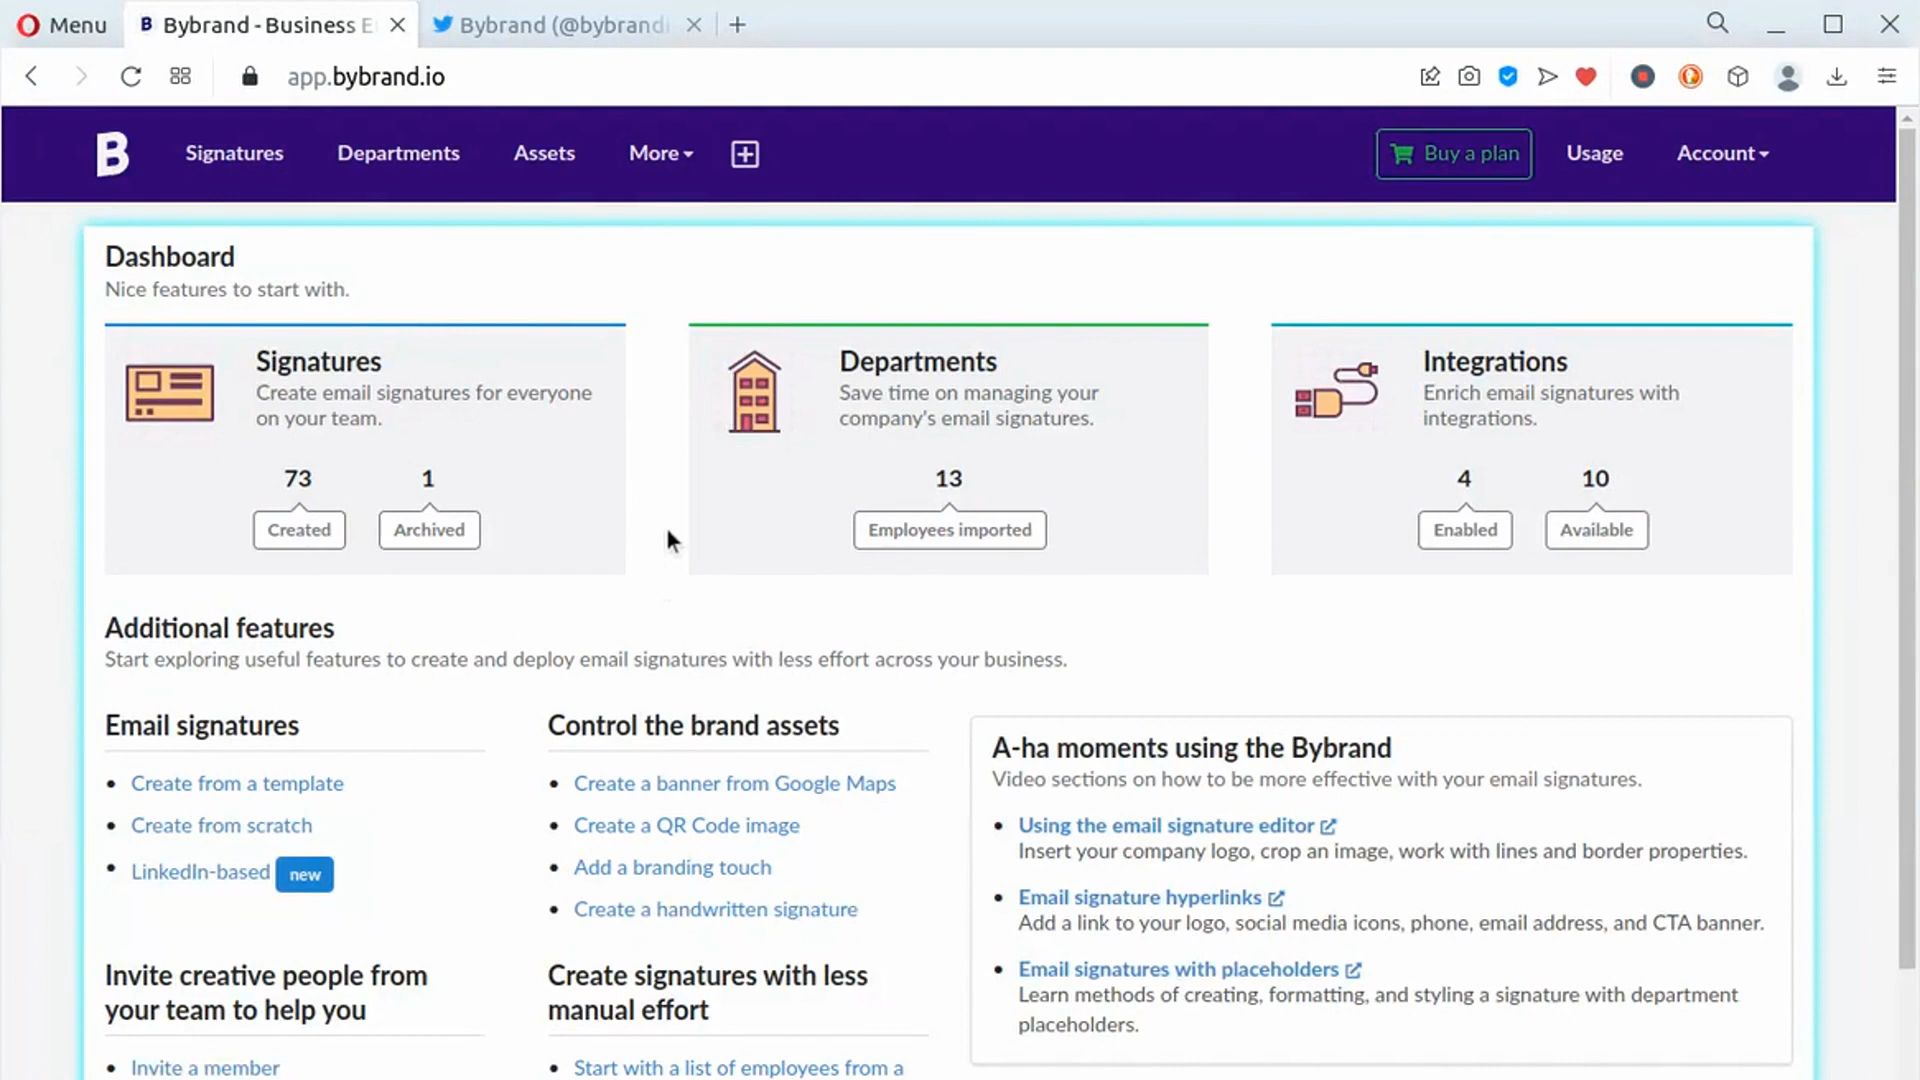 Menu
Bybrand - Business E
Bybrand (@bybrandi
app.bybrand.io
B
Signatures
Departments
Assets
More
Buy a plan
Usage
Account
Dashboard
Nice features to start with.
Signatures
Create email signatures for everyone
on your team.
73
1
Created
Archived
Departments
Save time on managing your
company's email signatures.
13
Employees imported
Integrations
Enrich email signatures with
integrations.
4
10
Enabled
Available
Additional features
Start exploring useful features to create and deploy email signatures with less effort across your business.
Email signatures
• Create from a template
• Create from scratch
• LinkedIn-based new
Control the brand assets
• Create a banner from Google Maps
• Create a QR Code image
• Add a branding touch
• Create a handwritten signature
A-ha moments using the Bybrand
Video sections on how to be more effective with your email signatures.
• Using the email signature editor
Insert your company logo, crop an image, work with lines and border properties.
• Email signature hyperlinks
Add a link to your logo, social media icons, phone, email address, and CTA banner.
• Email signatures with placeholders
Learn methods of creating, formatting, and styling a signature with department
placeholders.
Invite creative people from
your team to help you
• Invite a member
Create signatures with less
manual effort
• Start with a list of employees from a